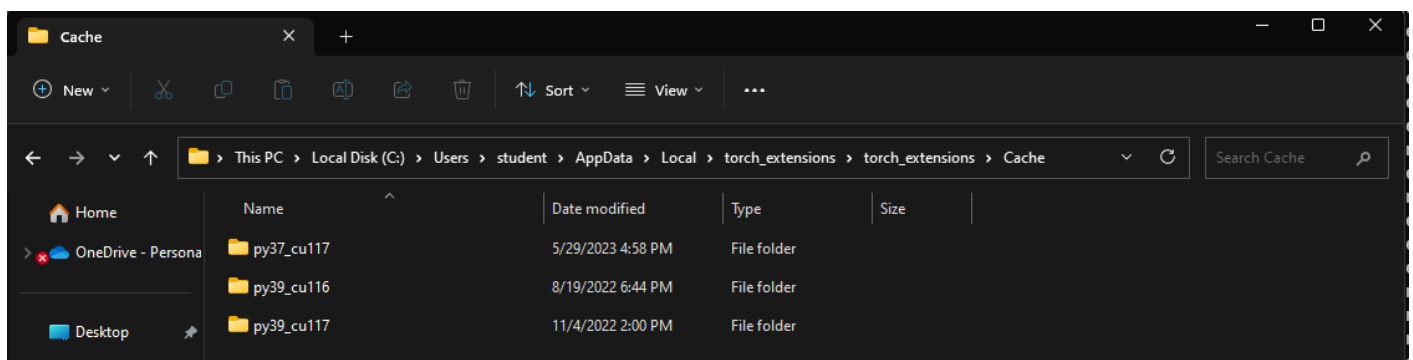 Cache
New
Sort
View
This PC > Local Disk (C:) > Users > student > AppData > Local > torch_extensions > torch_extensions > Cache
Search Cache
Home
OneDrive - Persona
Desktop
Name Date modified Type Size
py37_cu117 5/29/2023 4:58 PM File folder
py39_cu116 8/19/2022 6:44 PM File folder
py39_cu117 11/4/2022 2:00 PM File folder